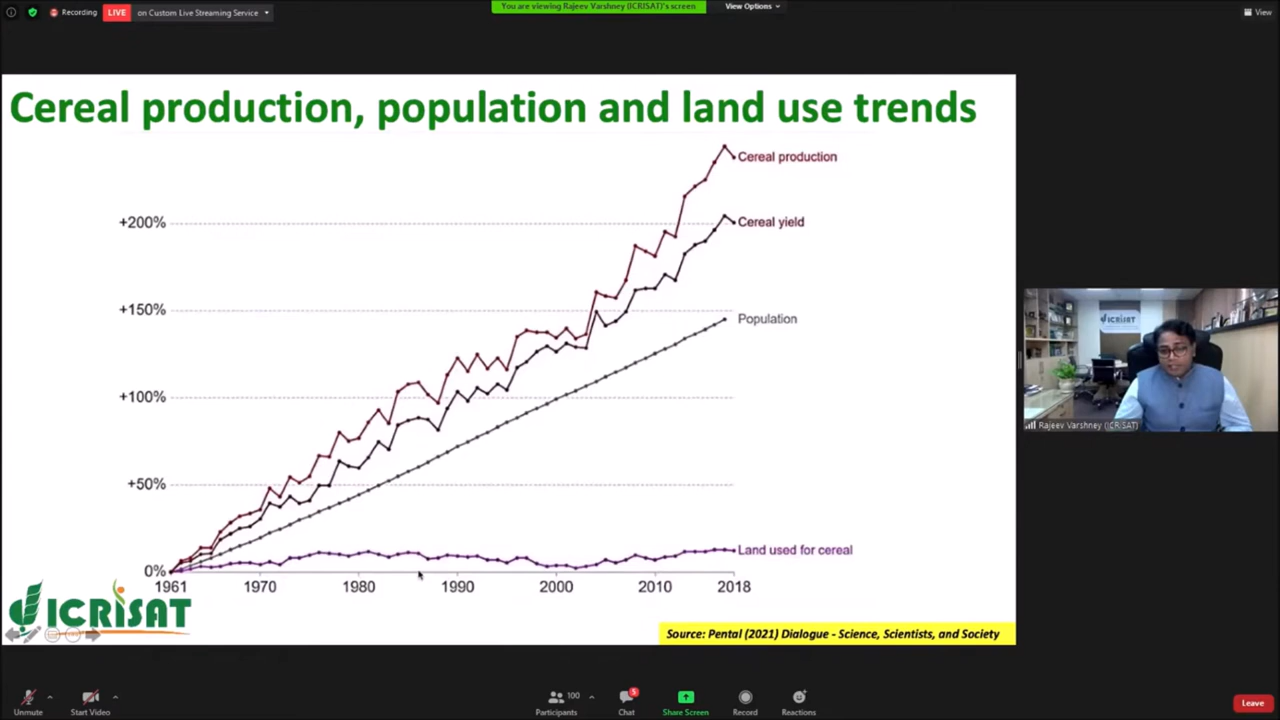 Recording
LIVE
on Custom Live Streaming Service
You are viewing Rajeev Varshney (ICRISAT)'s screen
View Options
View
Cereal production, population and land use trends
Cereal production
+200%
Cereal yield
+150%
Population
+100%
+50%
Land used for cereal
0%
1961 1970 1980 1990 2000 2010 2018
ICRISAT
Source: Pental (2021) Dialogue - Science, Scientists, and Society
ICRISAT
Rajeev Varshney (ICRISAT)
Unmute
Start Video
100
Participants
5
Chat
Share Screen
Record
Reactions
Leave